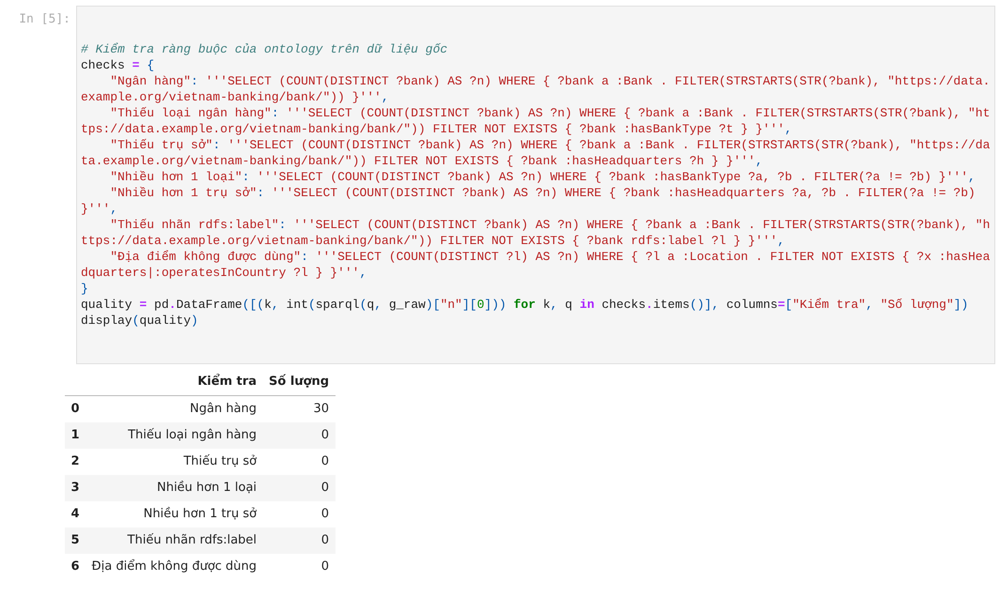 In [5]:
# Kiểm tra ràng buộc của ontology trên dữ liệu gốc
checks = {
    "Ngân hàng": '''SELECT (COUNT(DISTINCT ?bank) AS ?n) WHERE { ?bank a :Bank . FILTER(STRSTARTS(STR(?bank), "https://data.
example.org/vietnam-banking/bank/")) }''',
    "Thiếu loại ngân hàng": '''SELECT (COUNT(DISTINCT ?bank) AS ?n) WHERE { ?bank a :Bank . FILTER(STRSTARTS(STR(?bank), "ht
tps://data.example.org/vietnam-banking/bank/")) FILTER NOT EXISTS { ?bank :hasBankType ?t } }''',
    "Thiếu trụ sở": '''SELECT (COUNT(DISTINCT ?bank) AS ?n) WHERE { ?bank a :Bank . FILTER(STRSTARTS(STR(?bank), "https://da
ta.example.org/vietnam-banking/bank/")) FILTER NOT EXISTS { ?bank :hasHeadquarters ?h } }''',
    "Nhiều hơn 1 loại": '''SELECT (COUNT(DISTINCT ?bank) AS ?n) WHERE { ?bank :hasBankType ?a, ?b . FILTER(?a != ?b) }''',
    "Nhiều hơn 1 trụ sở": '''SELECT (COUNT(DISTINCT ?bank) AS ?n) WHERE { ?bank :hasHeadquarters ?a, ?b . FILTER(?a != ?b)
}''',
    "Thiếu nhãn rdfs:label": '''SELECT (COUNT(DISTINCT ?bank) AS ?n) WHERE { ?bank a :Bank . FILTER(STRSTARTS(STR(?bank), "h
ttps://data.example.org/vietnam-banking/bank/")) FILTER NOT EXISTS { ?bank rdfs:label ?l } }''',
    "Địa điểm không được dùng": '''SELECT (COUNT(DISTINCT ?l) AS ?n) WHERE { ?l a :Location . FILTER NOT EXISTS { ?x :hasHea
dquarters|:operatesInCountry ?l } }''',
}
quality = pd.DataFrame([(k, int(sparql(q, g_raw)["n"][0])) for k, q in checks.items()], columns=["Kiểm tra", "Số lượng"])
display(quality)
Kiểm tra Số lượng
0 Ngân hàng 30
1 Thiếu loại ngân hàng 0
2 Thiếu trụ sở 0
3 Nhiều hơn 1 loại 0
4 Nhiều hơn 1 trụ sở 0
5 Thiếu nhãn rdfs:label 0
6 Địa điểm không được dùng 0